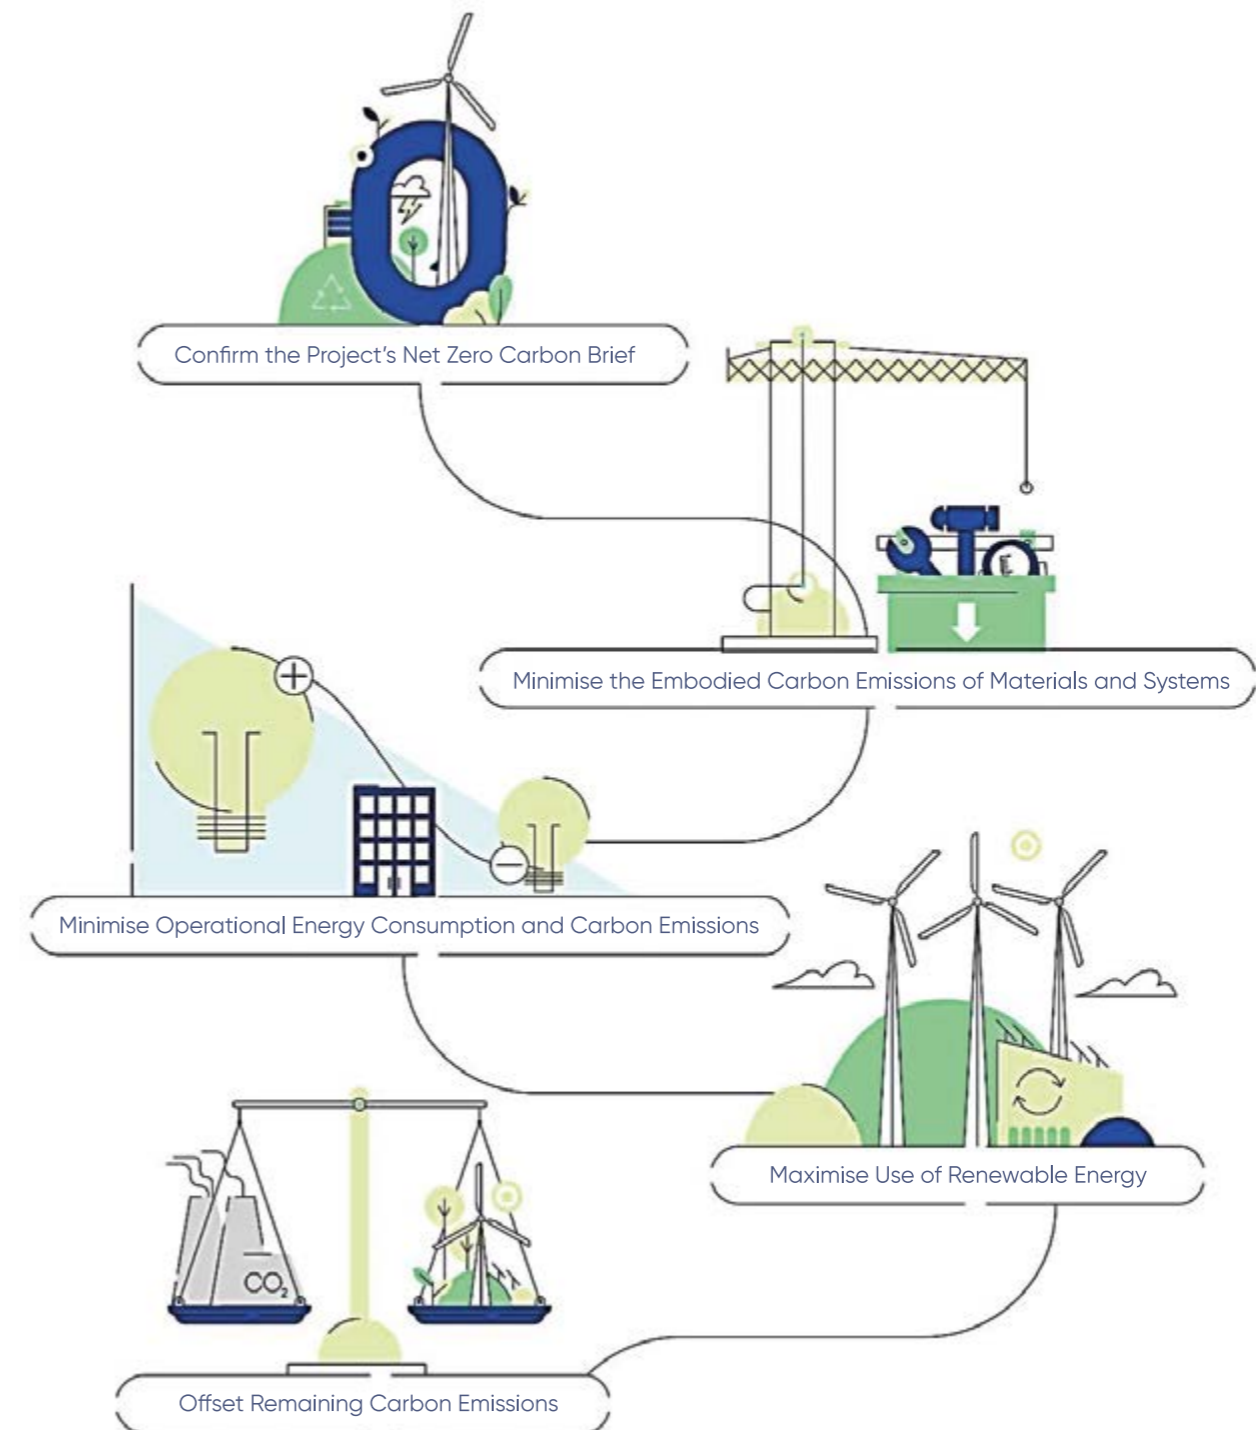 Confirm the Project's Net Zero Carbon Brief
Minimise the Embodied Carbon Emissions of Materials and Systems
Minimise Operational Energy Consumption and Carbon Emissions
Maximise Use of Renewable Energy
CO₂
Offset Remaining Carbon Emissions